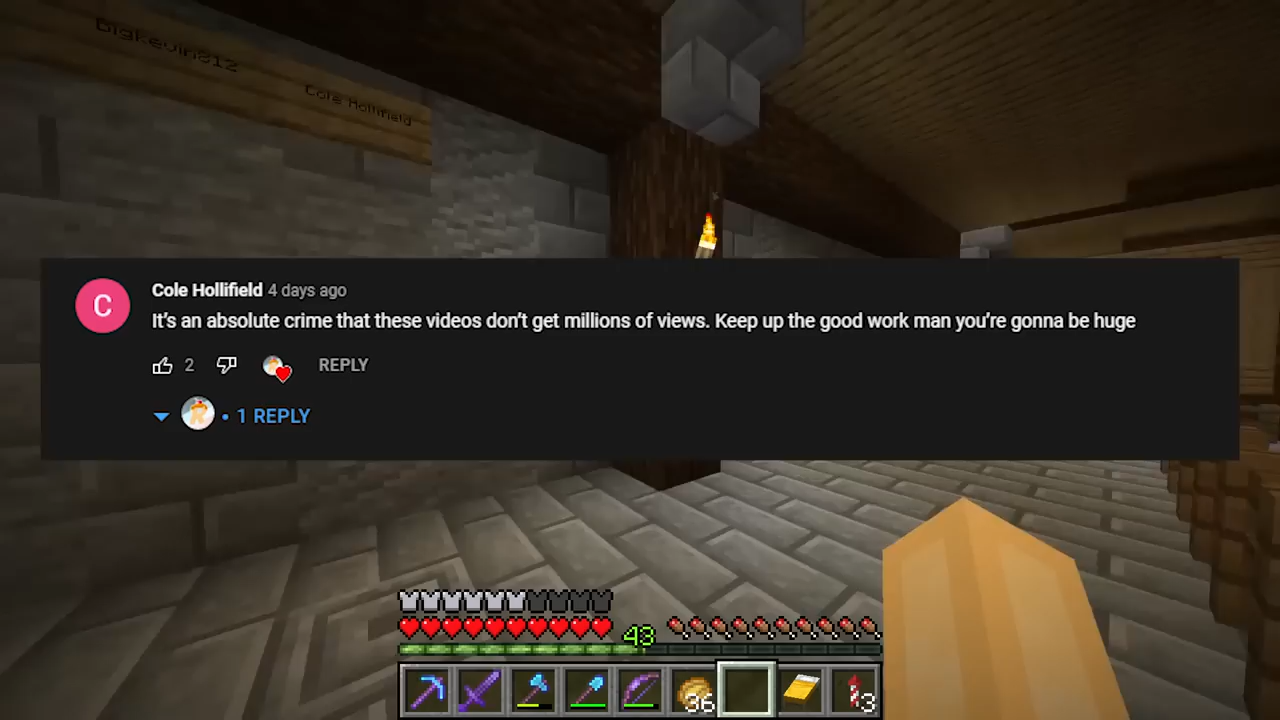 BigKevin812
Cole Hollifield
Cole Hollifield 4 days ago
It’s an absolute crime that these videos don’t get millions of views. Keep up the good work man you’re gonna be huge
2 REPLY
• 1 REPLY
C
43
36
3